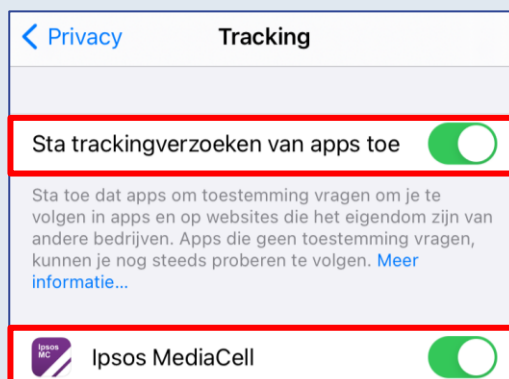 Privacy
Tracking
Sta trackingverzoeken van apps toe
Sta toe dat apps om toestemming vragen om je te
volgen in apps en op websites die het eigendom zijn van
andere bedrijven. Apps die geen toestemming vragen,
kunnen je nog steeds proberen te volgen. Meer
informatie...
Ipsos
MC
Ipsos MediaCell